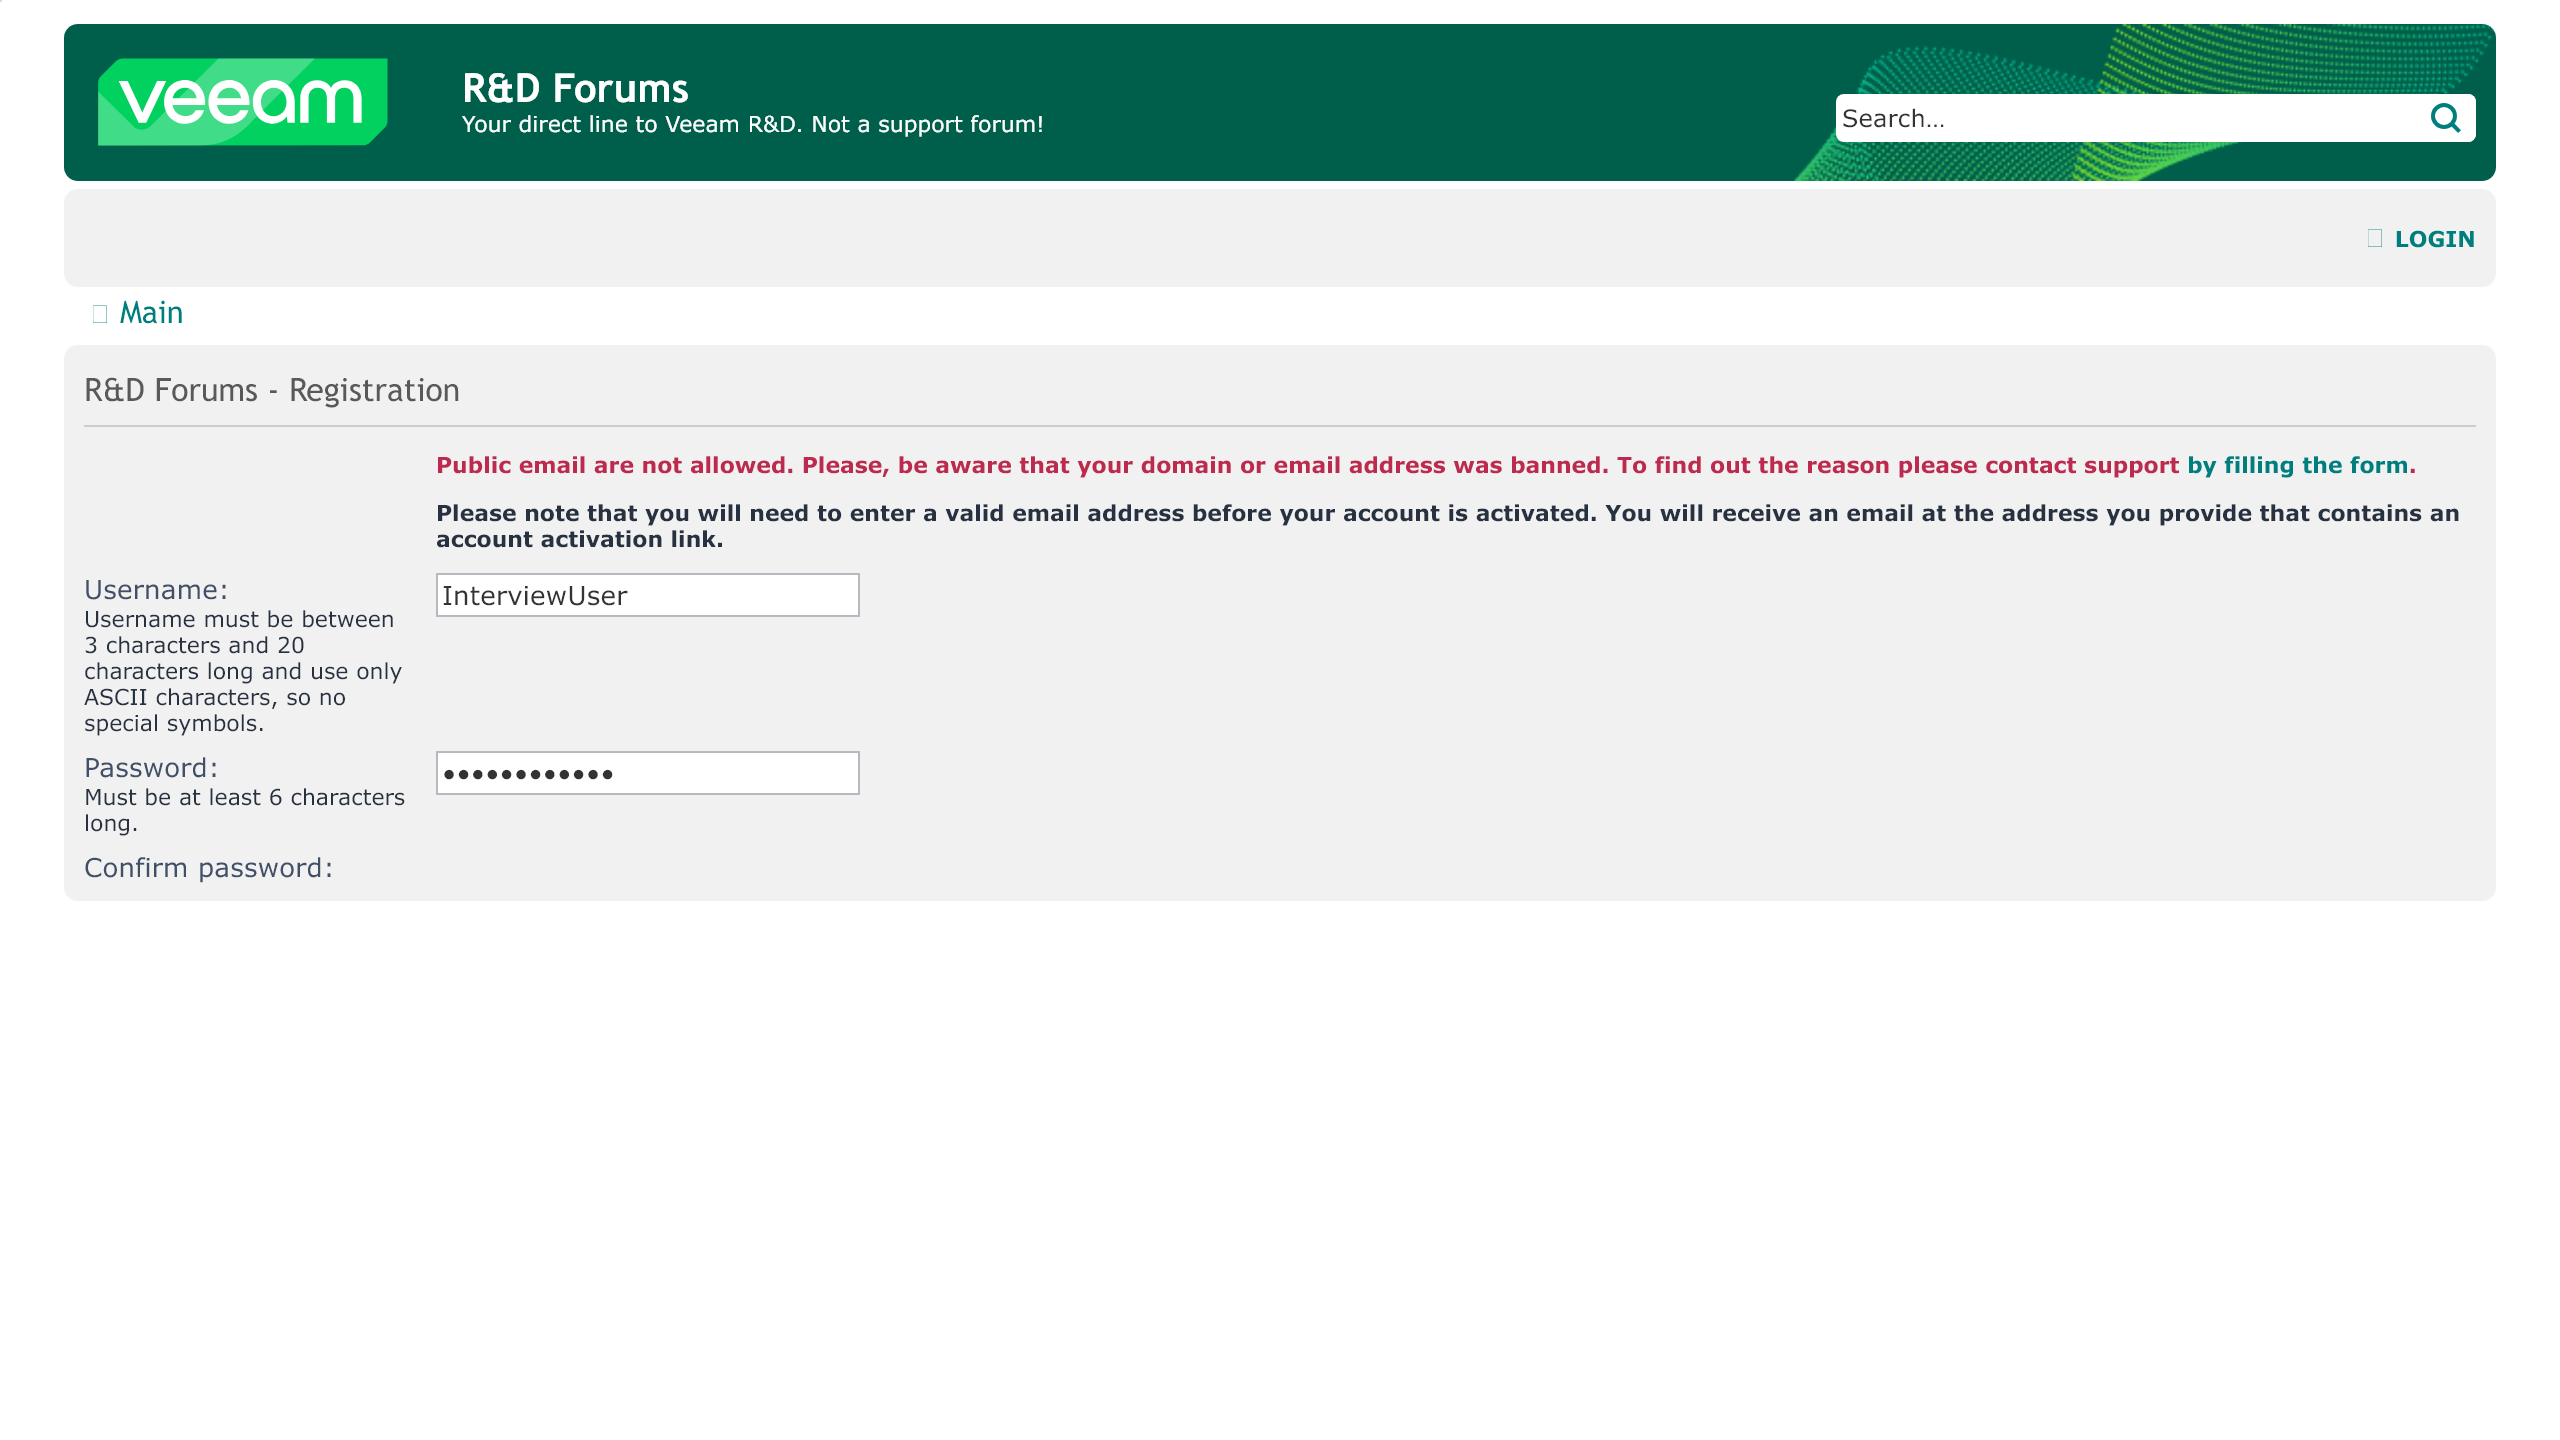 veeam
R&D Forums
Your direct line to Veeam R&D. Not a support forum!
Search…
LOGIN
Main
R&D Forums - Registration
Public email are not allowed. Please, be aware that your domain or email address was banned. To find out the reason please contact support by filling the form.
Please note that you will need to enter a valid email address before your account is activated. You will receive an email at the address you provide that contains an
account activation link.
Username:
InterviewUser
Username must be between
3 characters and 20
characters long and use only
ASCII characters, so no
special symbols.
Password:
••••••••••••
Must be at least 6 characters
long.
Confirm password: